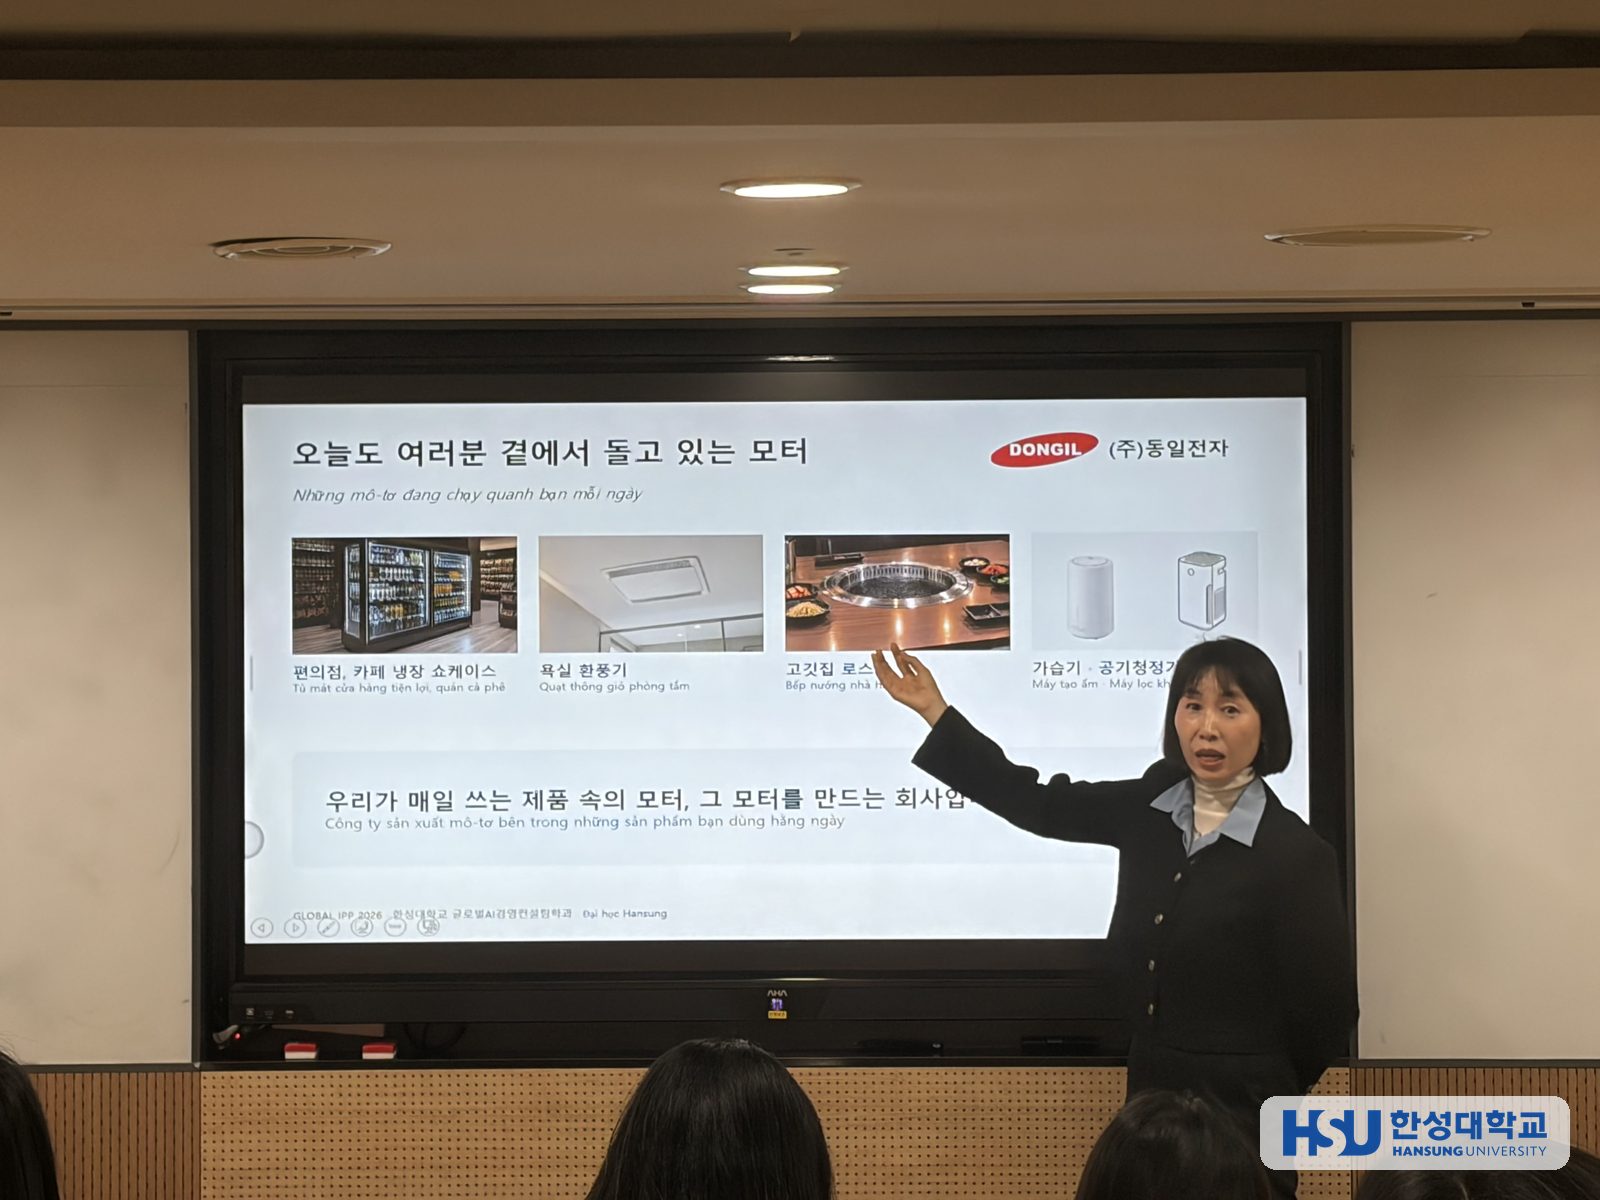 오늘도 여러분 곁에서 돌고 있는 모터
DONGIL (주)동일전자
Những mô-tơ đang chạy quanh bạn mỗi ngày
편의점, 카페 냉장 쇼케이스
Tủ mát cửa hàng tiện lợi, quán cà phê
욕실 환풍기
Quạt thông gió phòng tắm
고깃집 로스
Bếp nướng nhà
가습기 · 공기청정기
Máy tạo ẩm · Máy lọc
우리가 매일 쓰는 제품 속의 모터, 그 모터를 만드는 회사입
Công ty sản xuất mô-tơ bên trong những sản phẩm bạn dùng hằng ngày
GLOBAL IPP 2026 한성대학교 글로벌AI경영컨설팅학과 · Đại học Hansung
AHA
HSU 한성대학교
HANSUNG UNIVERSITY